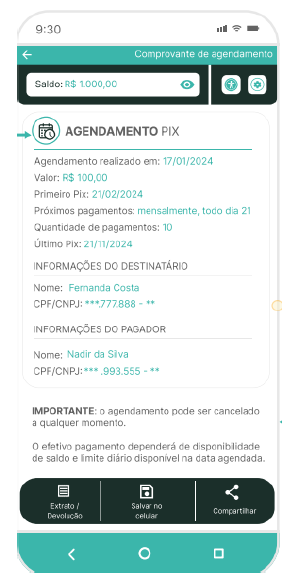 9:30
Comprovante de agendamento
Saldo: R$ 1.000,00
AGENDAMENTO PIX
Agendamento realizado em: 17/01/2024
Valor: R$ 100,00
Primeiro Pix: 21/02/2024
Próximos pagamentos: mensalmente, todo dia 21
Quantidade de pagamentos: 10
Último Pix: 21/11/2024
INFORMAÇÕES DO DESTINATÁRIO
Nome: Fernanda Costa
CPF/CNPJ: ***.777.888 - **
INFORMAÇÕES DO PAGADOR
Nome: Nadir da Silva
CPF/CNPJ:*** .993.555 - **
IMPORTANTE: o agendamento pode ser cancelado
a qualquer momento.
O efetivo pagamento dependerá de disponibilidade
de saldo e limite diário disponível na data agendada.
Extrato /
Devolução
Salvar no
celular
Compartilhar